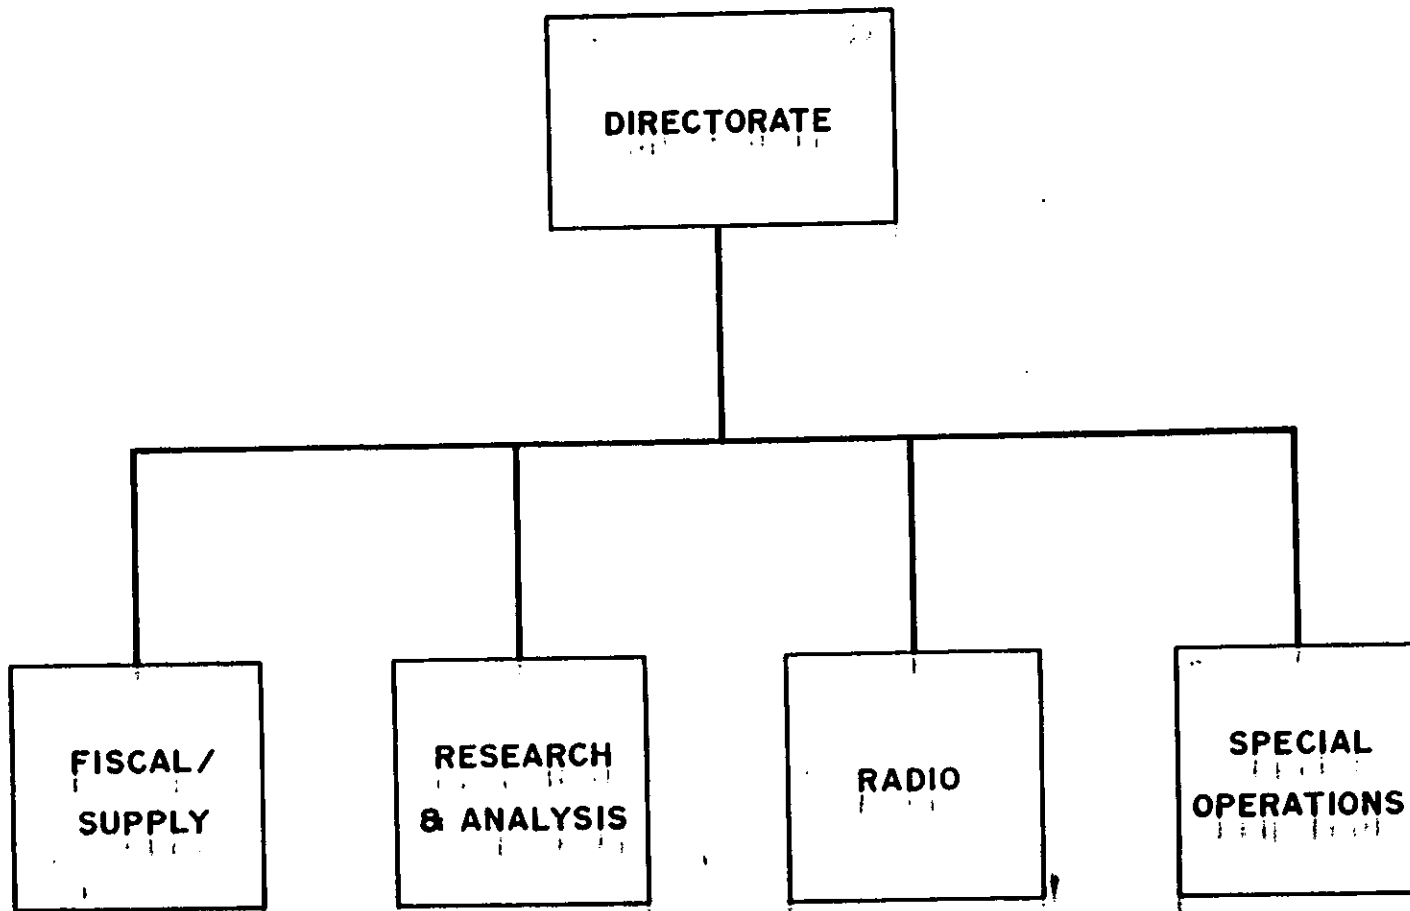 DIRECTORATE
FISCAL/
SUPPLY
RESEARCH
& ANALYSIS
RADIO
SPECIAL
OPERATIONS